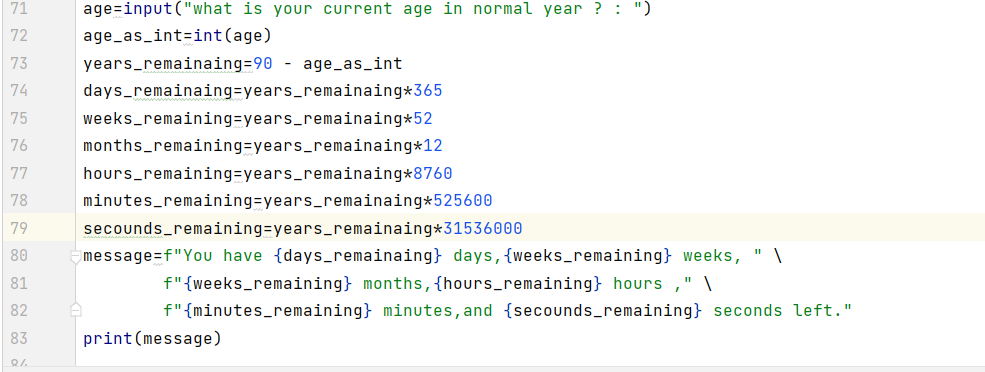 71 age=input("what is your current age in normal year ? : ")
72 age_as_int=int(age)
73 years_remainaing=90 - age_as_int
74 days_remainaing=years_remainaing*365
75 weeks_remaining=years_remainaing*52
76 months_remaining=years_remainaing*12
77 hours_remaining=years_remainaing*8760
78 minutes_remaining=years_remainaing*525600
79 secounds_remaining=years_remainaing*31536000
80 message=f"You have {days_remainaing} days,{weeks_remaining} weeks, " \
81 f"{weeks_remaining} months,{hours_remaining} hours ," \
82 f"{minutes_remaining} minutes,and {secounds_remaining} seconds left."
83 print(message)
84